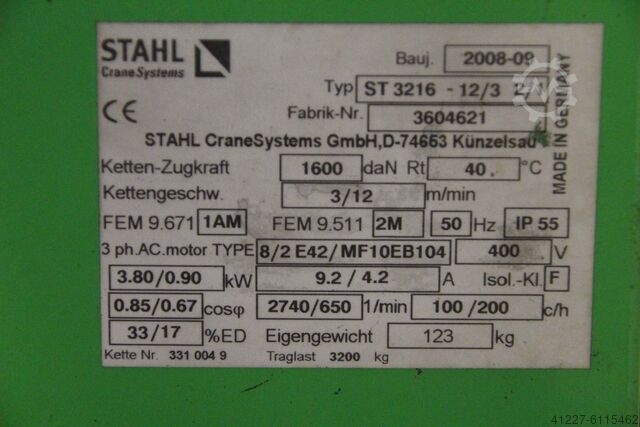 STAHL
CraneSystems
Bauj. 2008-09
Typ ST 3216 - 12/3 2/1
CE Fabrik-Nr. 3604621
STAHL CraneSystems GmbH,D-74653 Künzelsau
MADE IN GERMANY
Ketten-Zugkraft 1600 daN Rt 40. °C
Kettengeschw. 3/12 m/min
FEM 9.671 1AM FEM 9.511 2M 50 Hz IP 55
3 ph.AC.motor TYPE 8/2 E42/MF10EB104 400 V
3.80/0.90 kW 9.2/4.2 A Isol.-Kl. F
0.85/0.67 cosφ 2740/650 1/min 100/200 c/h
33/17 %ED Eigengewicht 123 kg
Kette Nr. 331 004 9 Traglast 3200 kg
41227-6115462